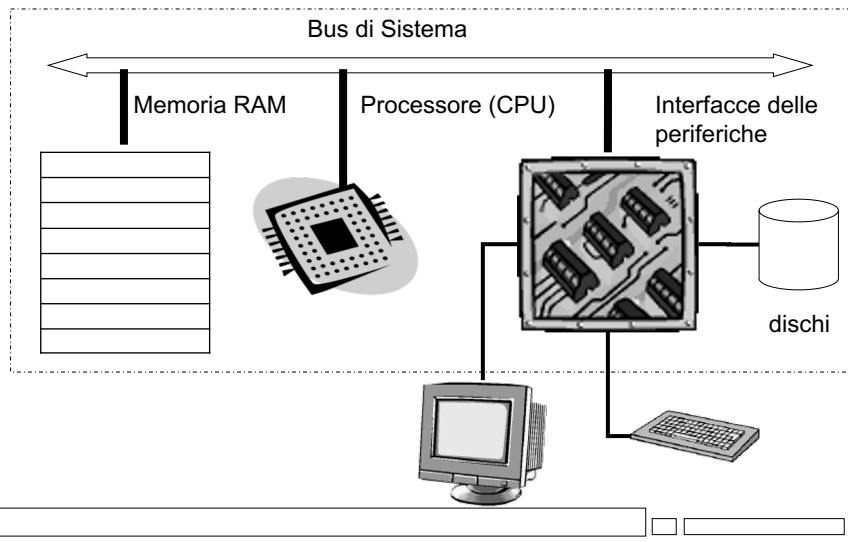 Bus di Sistema
Memoria RAM
Processore (CPU)
Interfacce delle
periferiche
dischi